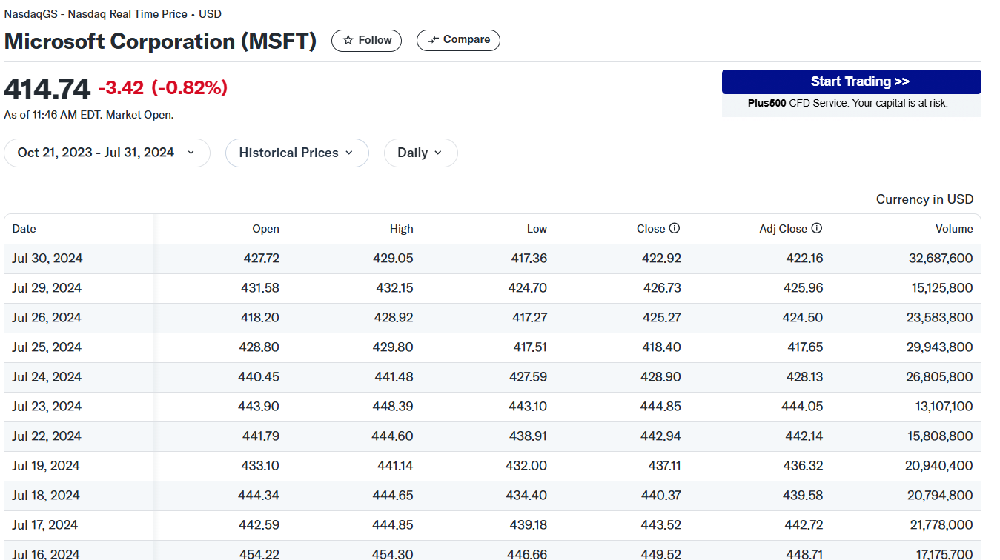 NasdaqGS - Nasdaq Real Time Price • USD
Microsoft Corporation (MSFT) Follow Compare
414.74 -3.42 (-0.82%)
As of 11:46 AM EDT. Market Open.
Start Trading >>
Plus500 CFD Service. Your capital is at risk.
Oct 21, 2023 - Jul 31, 2024 Historical Prices Daily
Currency in USD
Date Open High Low Close Adj Close Volume
Jul 30, 2024 427.72 429.05 417.36 422.92 422.16 32,687,600
Jul 29, 2024 431.58 432.15 424.70 426.73 425.96 15,125,800
Jul 26, 2024 418.20 428.92 417.27 425.27 424.50 23,583,800
Jul 25, 2024 428.80 429.80 417.51 418.40 417.65 29,943,800
Jul 24, 2024 440.45 441.48 427.59 428.90 428.13 26,805,800
Jul 23, 2024 443.90 448.39 443.10 444.85 444.05 13,107,100
Jul 22, 2024 441.79 444.60 438.91 442.94 442.14 15,808,800
Jul 19, 2024 433.10 441.14 432.00 437.11 436.32 20,940,400
Jul 18, 2024 444.34 444.65 434.40 440.37 439.58 20,794,800
Jul 17, 2024 442.59 444.85 439.18 443.52 442.72 21,778,000
Jul 16, 2024 454.22 454.30 446.66 449.52 448.71 17,175,700